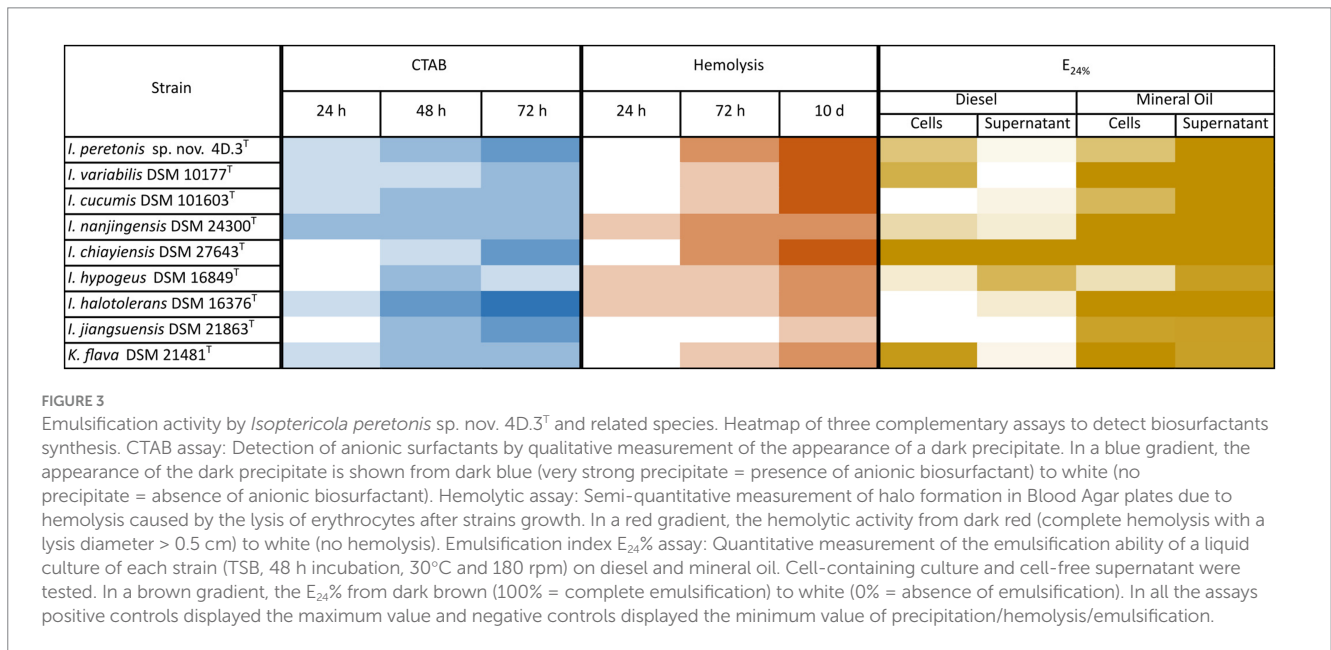 Strain
CTAB
Hemolysis
E24%
24 h
48 h
72 h
24 h
72 h
10 d
Diesel
Mineral Oil
Cells
Supernatant
Cells
Supernatant
I. peretonis sp. nov. 4D.3ᵀ
I. variabilis DSM 10177ᵀ
I. cucumis DSM 101603ᵀ
I. nanjingensis DSM 24300ᵀ
I. chiayiensis DSM 27643ᵀ
I. hypogeus DSM 16849ᵀ
I. halotolerans DSM 16376ᵀ
I. jiangsuensis DSM 21863ᵀ
K. flava DSM 21481ᵀ
FIGURE 3
Emulsification activity by Isoptericola peretonis sp. nov. 4D.3ᵀ and related species. Heatmap of three complementary assays to detect biosurfactants
synthesis. CTAB assay: Detection of anionic surfactants by qualitative measurement of the appearance of a dark precipitate. In a blue gradient, the
appearance of the dark precipitate is shown from dark blue (very strong precipitate = presence of anionic biosurfactant) to white (no
precipitate = absence of anionic biosurfactant). Hemolytic assay: Semi-quantitative measurement of halo formation in Blood Agar plates due to
hemolysis caused by the lysis of erythrocytes after strains growth. In a red gradient, the hemolytic activity from dark red (complete hemolysis with a
lysis diameter > 0.5 cm) to white (no hemolysis). Emulsification index E₂₄% assay: Quantitative measurement of the emulsification ability of a liquid
culture of each strain (TSB, 48 h incubation, 30°C and 180 rpm) on diesel and mineral oil. Cell-containing culture and cell-free supernatant were
tested. In a brown gradient, the E₂₄% from dark brown (100% = complete emulsification) to white (0% = absence of emulsification). In all the assays
positive controls displayed the maximum value and negative controls displayed the minimum value of precipitation/hemolysis/emulsification.